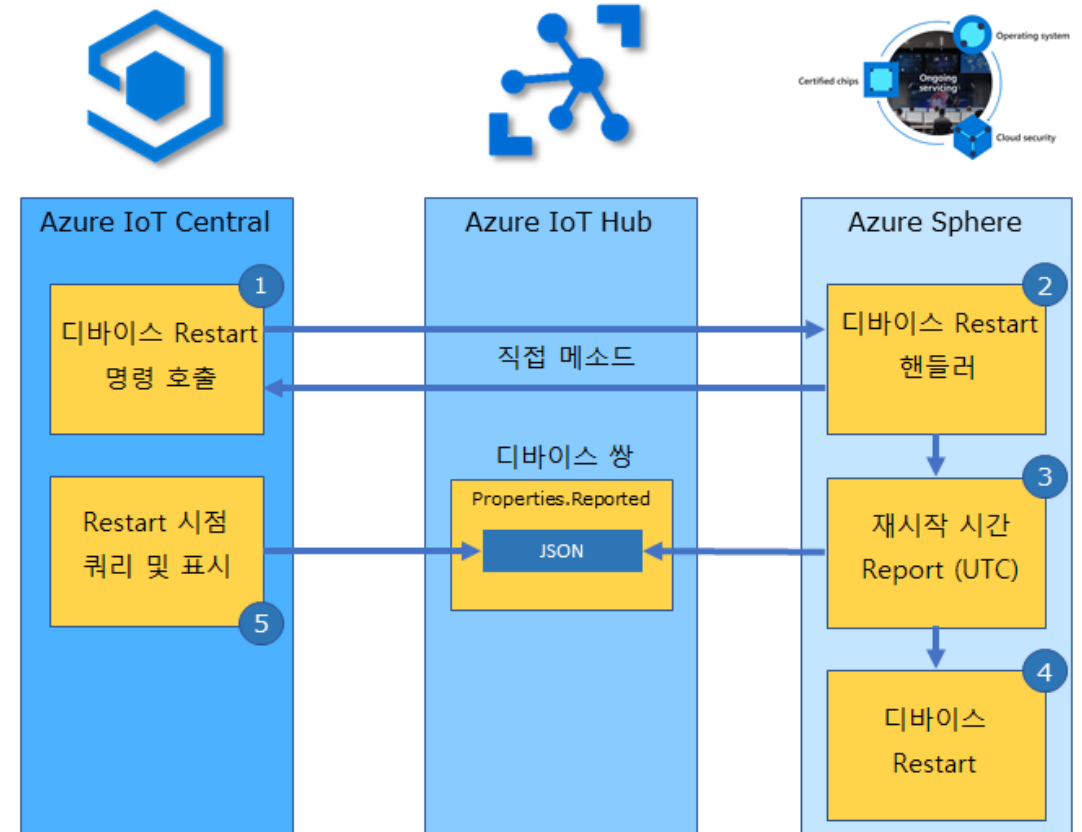 Operating system
Certified chips
Ongoing
servicing
Cloud security
Azure IoT Central
Azure IoT Hub
Azure Sphere
1
디바이스 Restart
명령 호출
직접 메소드
2
디바이스 Restart
핸들러
디바이스 쌍
Properties.Reported
JSON
3
재시작 시간
Report (UTC)
Restart 시점
쿼리 및 표시
5
4
디바이스
Restart